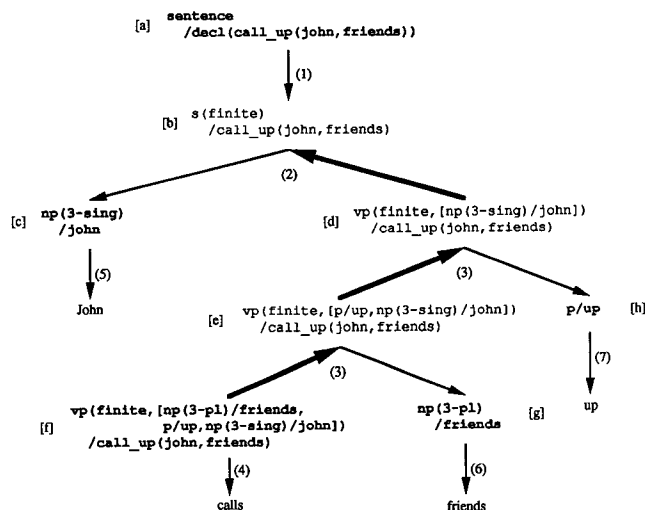 sentence
[a] /decl(call_up(john,friends))
(1)
s(finite)
[b] /call_up(john,friends)
(2)
[c] np(3-sing)
/john
[d] vp(finite,[np(3-sing)/john])
/call_up(john,friends)
(5)
(3)
John
[e] vp(finite,[p/up,np(3-sing)/john])
/call_up(john,friends)
p/up [h]
(3)
(7)
vp(finite,[np(3-pl)/friends,
p/up,np(3-sing)/john])
[f] /call_up(john,friends)
np(3-pl) [g]
/friends
up
(4)
(6)
calls
friends